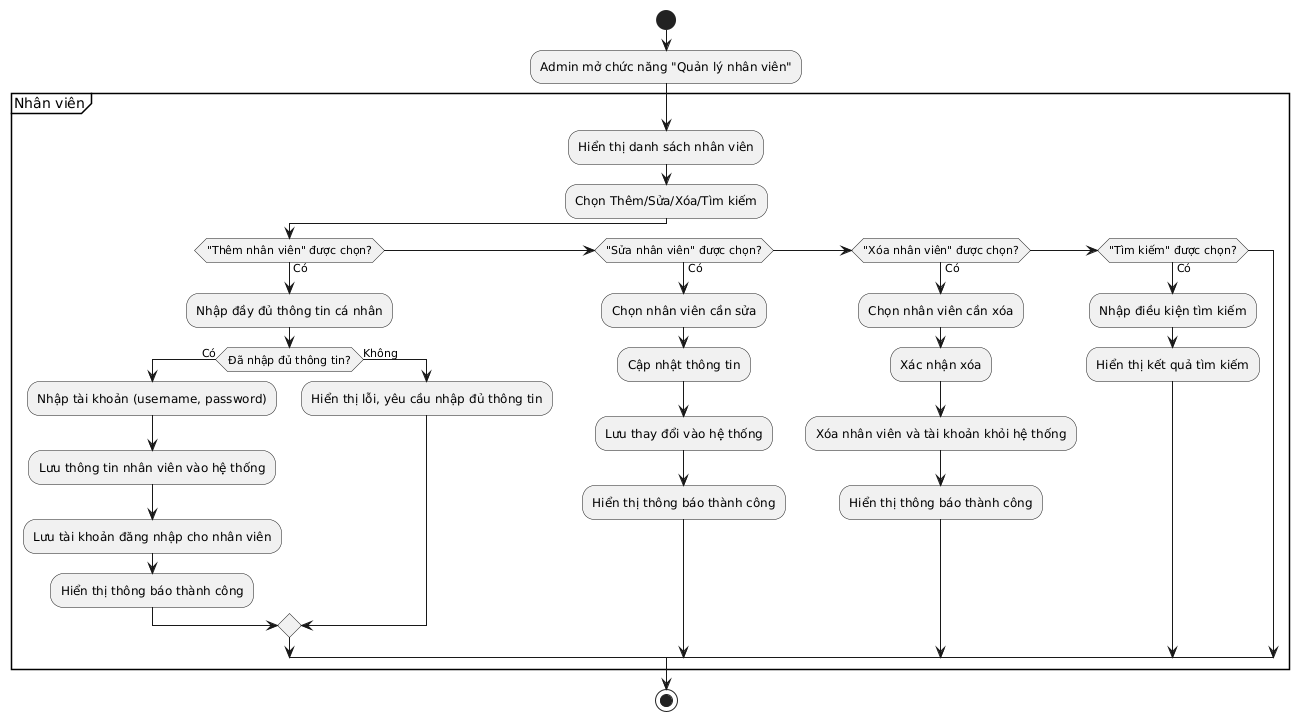 Admin mở chức năng "Quản lý nhân viên"
Nhân viên
Hiển thị danh sách nhân viên
Chọn Thêm/Sửa/Xóa/Tìm kiếm
"Thêm nhân viên" được chọn?
Có
Nhập đầy đủ thông tin cá nhân
Đã nhập đủ thông tin?
Có
Không
Nhập tài khoản (username, password)
Lưu thông tin nhân viên vào hệ thống
Lưu tài khoản đăng nhập cho nhân viên
Hiển thị thông báo thành công
Hiển thị lỗi, yêu cầu nhập đủ thông tin
"Sửa nhân viên" được chọn?
Có
Chọn nhân viên cần sửa
Cập nhật thông tin
Lưu thay đổi vào hệ thống
Hiển thị thông báo thành công
"Xóa nhân viên" được chọn?
Có
Chọn nhân viên cần xóa
Xác nhận xóa
Xóa nhân viên và tài khoản khỏi hệ thống
Hiển thị thông báo thành công
"Tìm kiếm" được chọn?
Có
Nhập điều kiện tìm kiếm
Hiển thị kết quả tìm kiếm